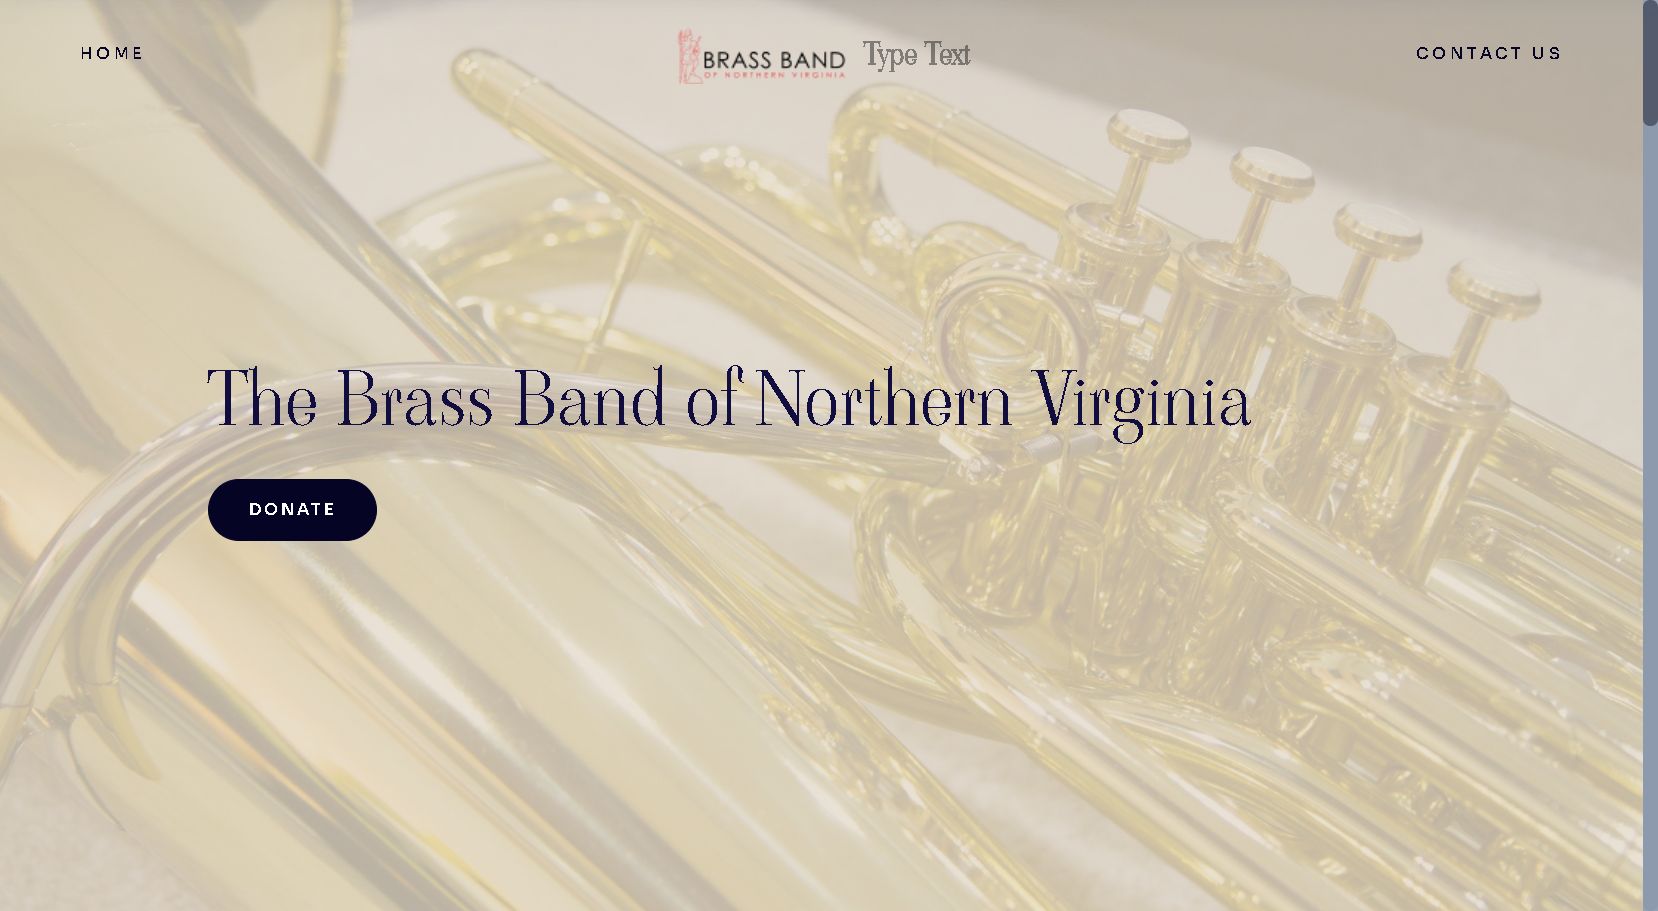 HOME
BRASS BAND
OF NORTHERN VIRGINIA
Type Text
CONTACT US
The Brass Band of Northern Virginia
DONATE